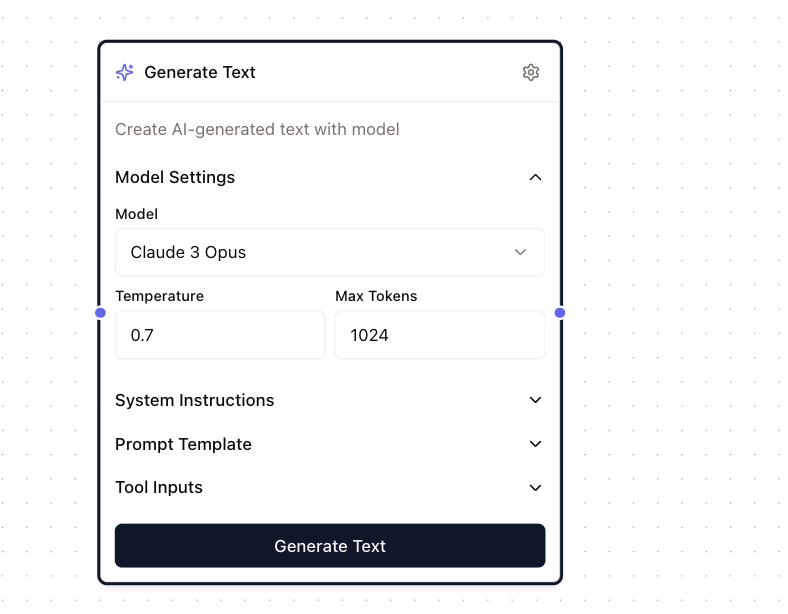 Generate Text
Create AI-generated text with model
Model Settings
Model
Claude 3 Opus
Temperature Max Tokens
0.7 1024
System Instructions
Prompt Template
Tool Inputs
Generate Text